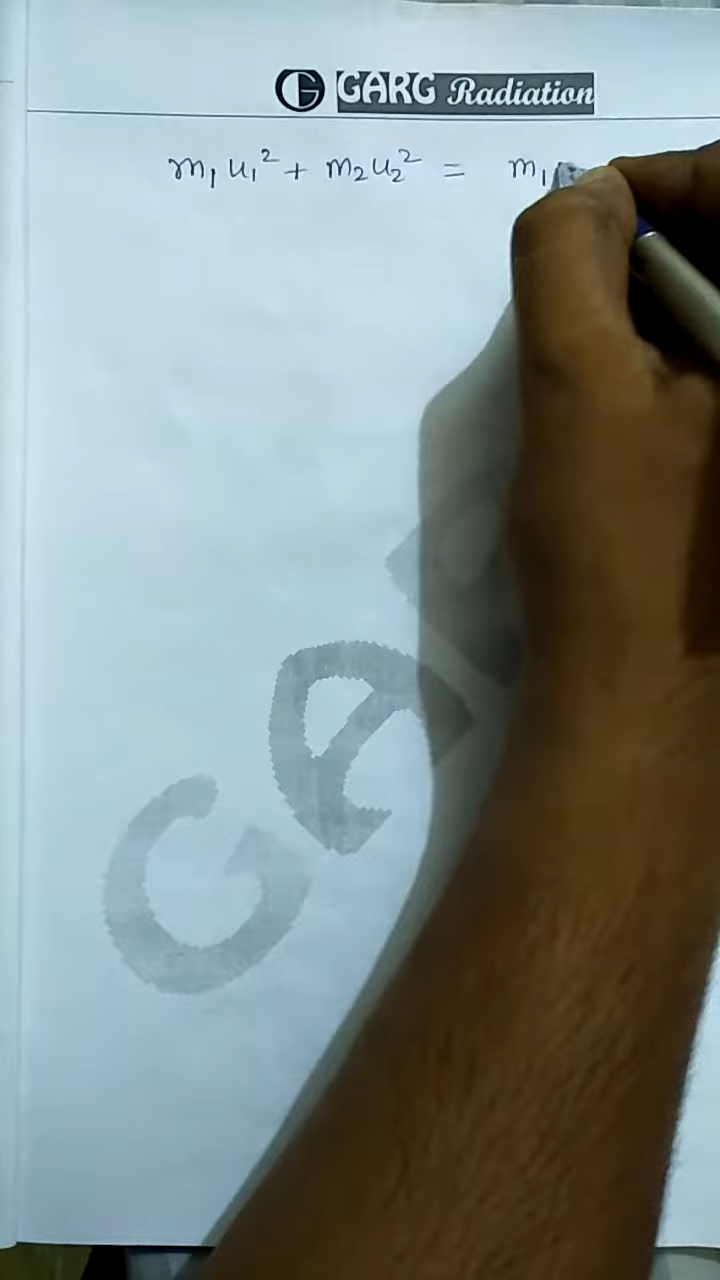 GARG Radiation
m₁u₁² + m₂u₂² = m₁